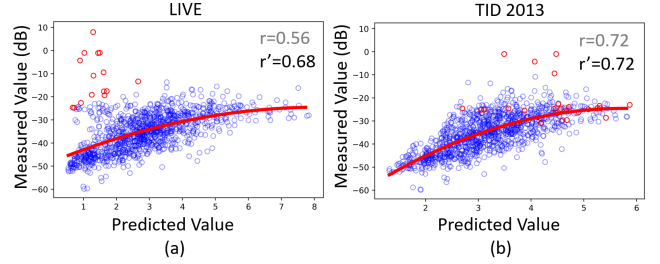 LIVE
Measured Value (dB)
10
0
−10
−20
−30
−40
−50
−60
r=0.56
r’=0.68
1
2
3
4
5
6
7
8
Predicted Value
(a)
TID 2013
Measured Value (dB)
10
0
−10
−20
−30
−40
−50
−60
r=0.72
r’=0.72
2
3
4
5
6
Predicted Value
(b)